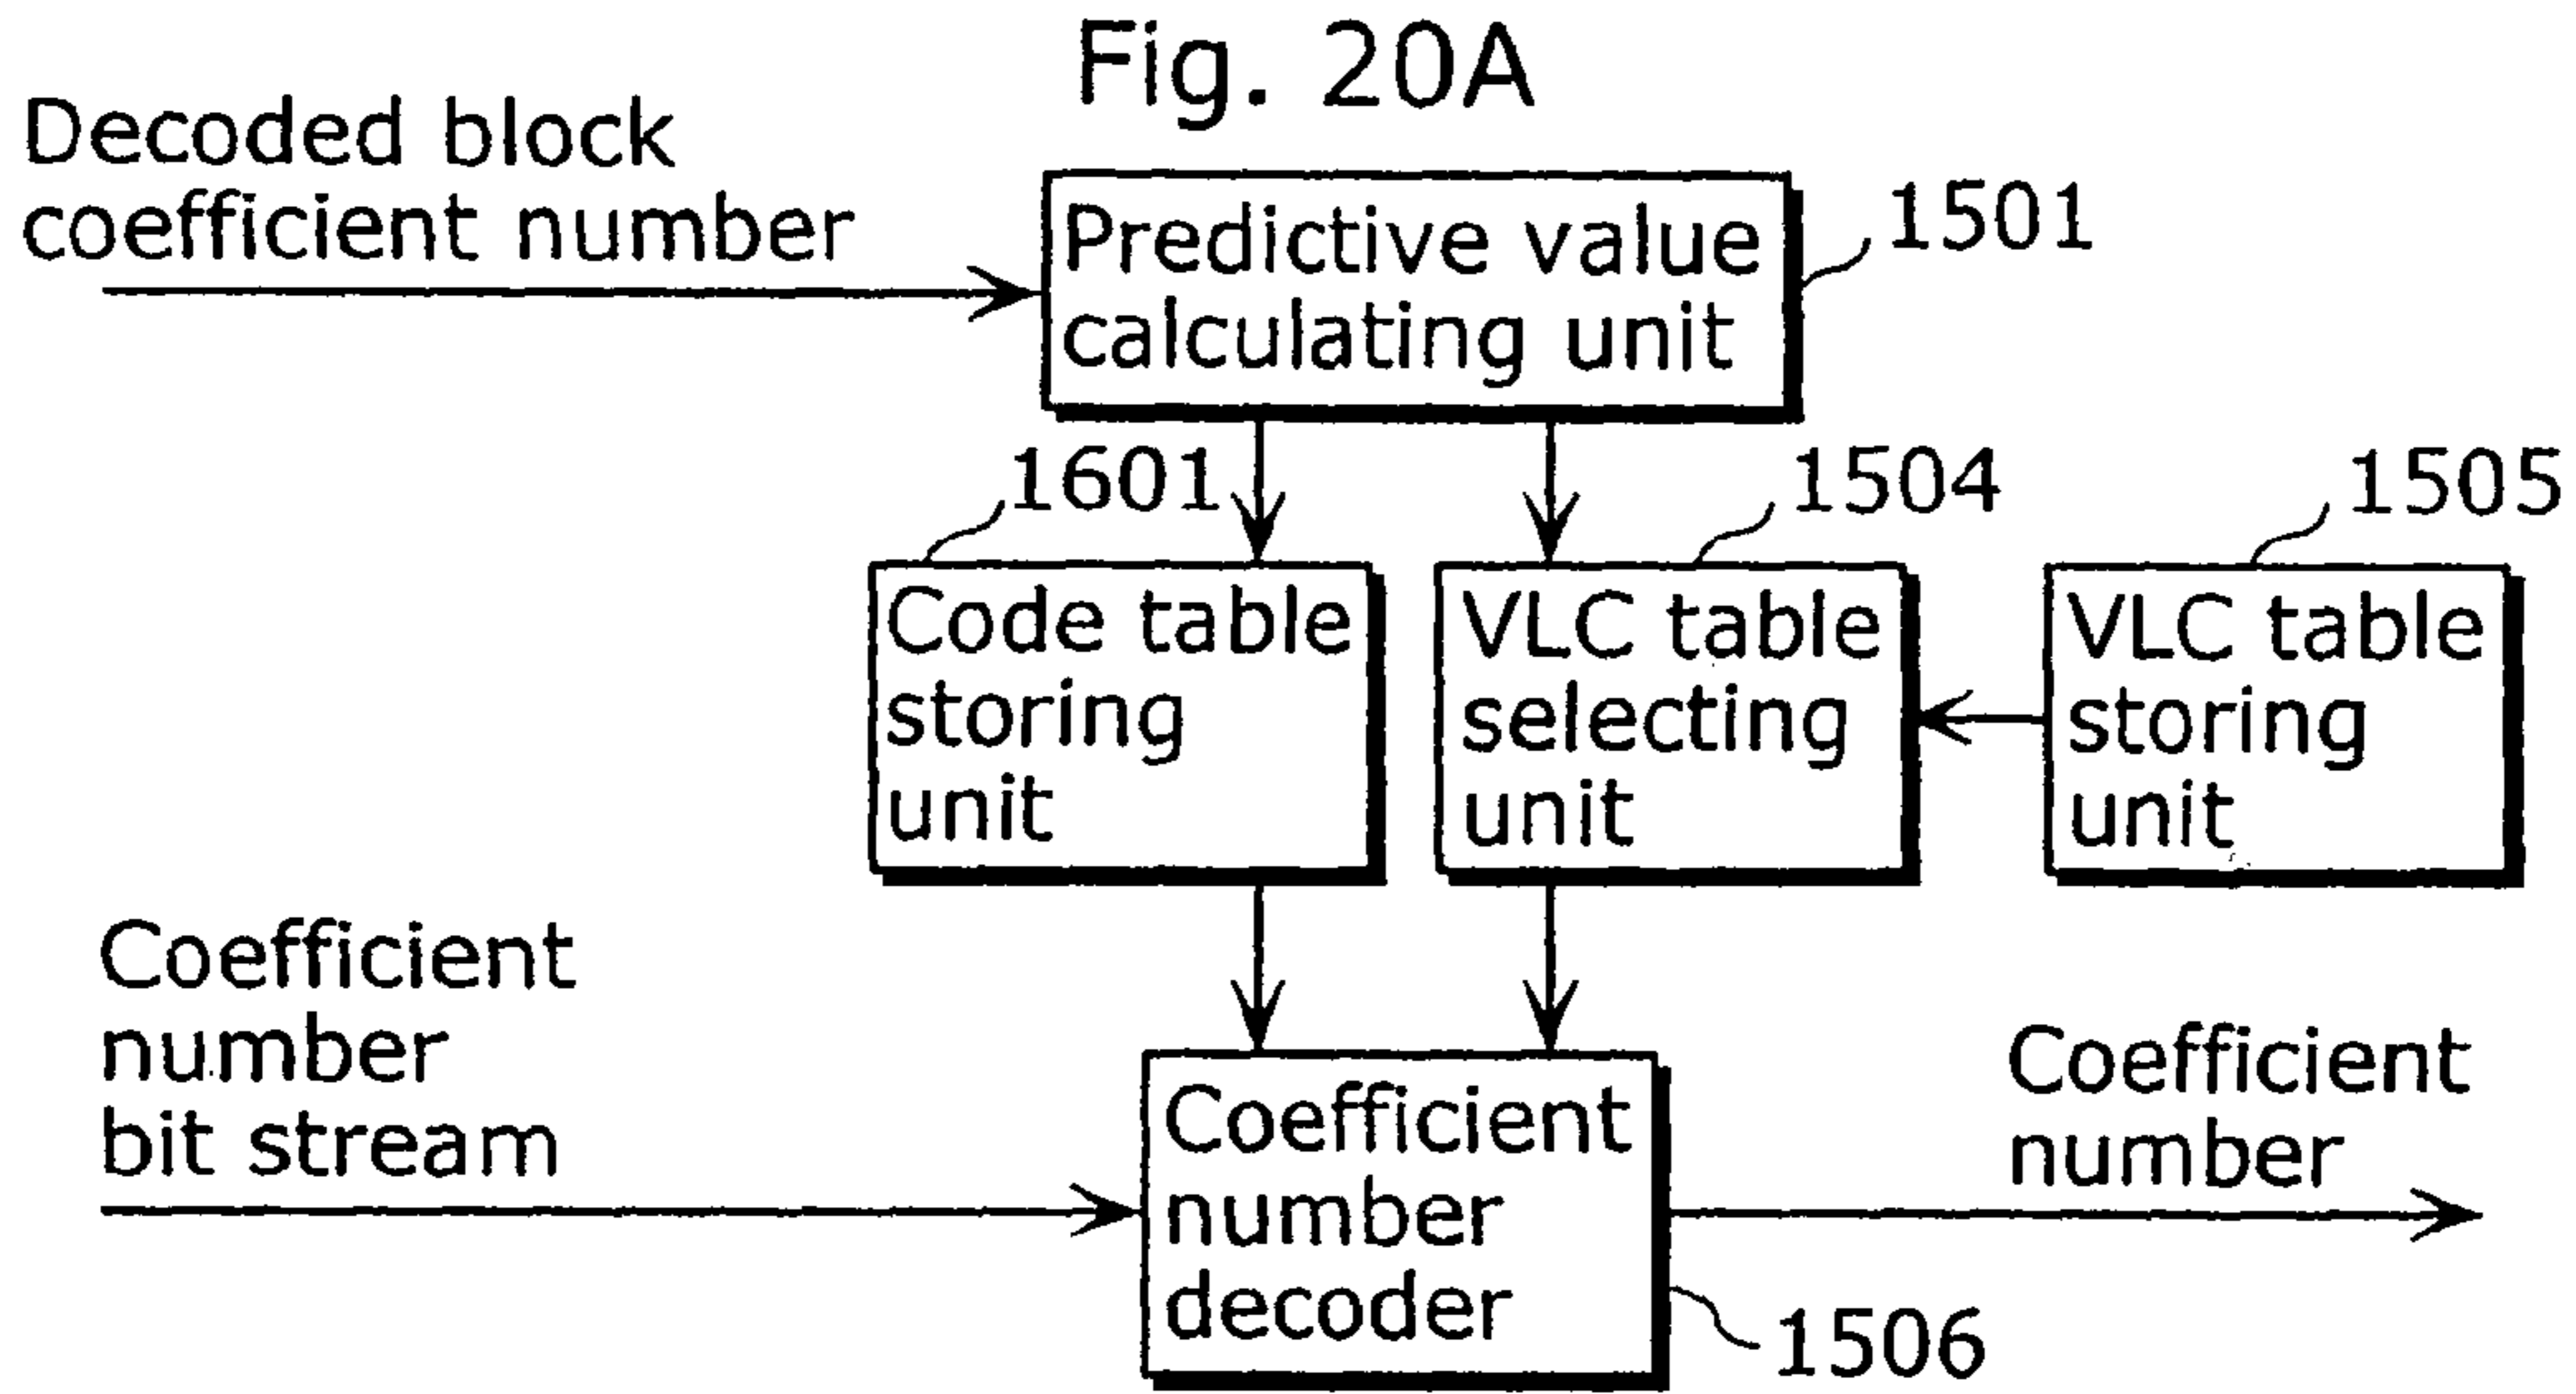 Fig. 20A
Decoded block
coefficient number
Predictive value
calculating unit
1501
1601
1504
1505
Code table
storing
unit
VLC table
selecting
unit
VLC table
storing
unit
Coefficient
number
bit stream
Coefficient
number
decoder
Coefficient
number
1506